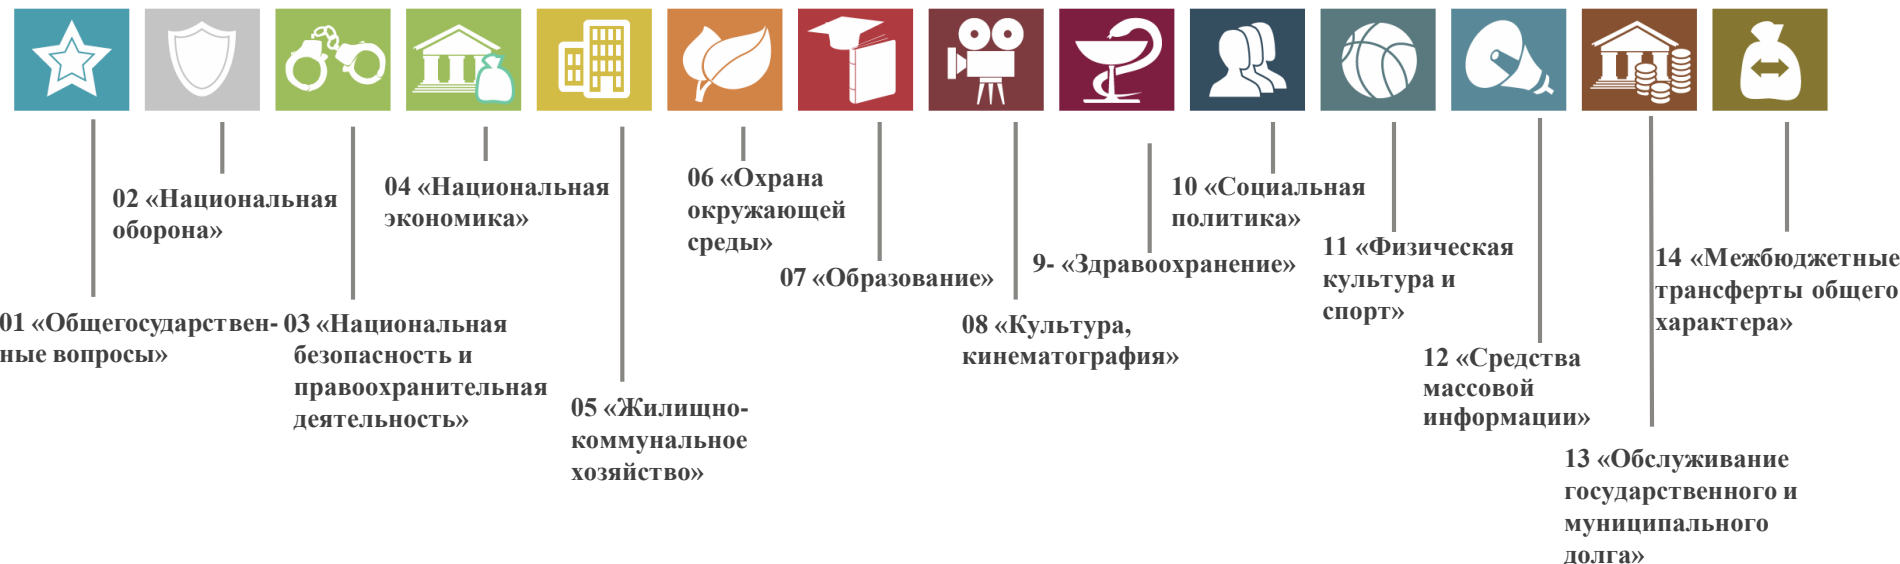 01 «Общегосударствен-
ные вопросы»
02 «Национальная
оборона»
03 «Национальная
безопасность и
правоохранительная
деятельность»
04 «Национальная
экономика»
05 «Жилищно-
коммунальное
хозяйство»
06 «Охрана
окружающей
среды»
07 «Образование»
08 «Культура,
кинематография»
9- «Здравоохранение»
10 «Социальная
политика»
11 «Физическая
культура и
спорт»
12 «Средства
массовой
информации»
13 «Обслуживание
государственного и
муниципального
долга»
14 «Межбюджетные
трансферты общего
характера»